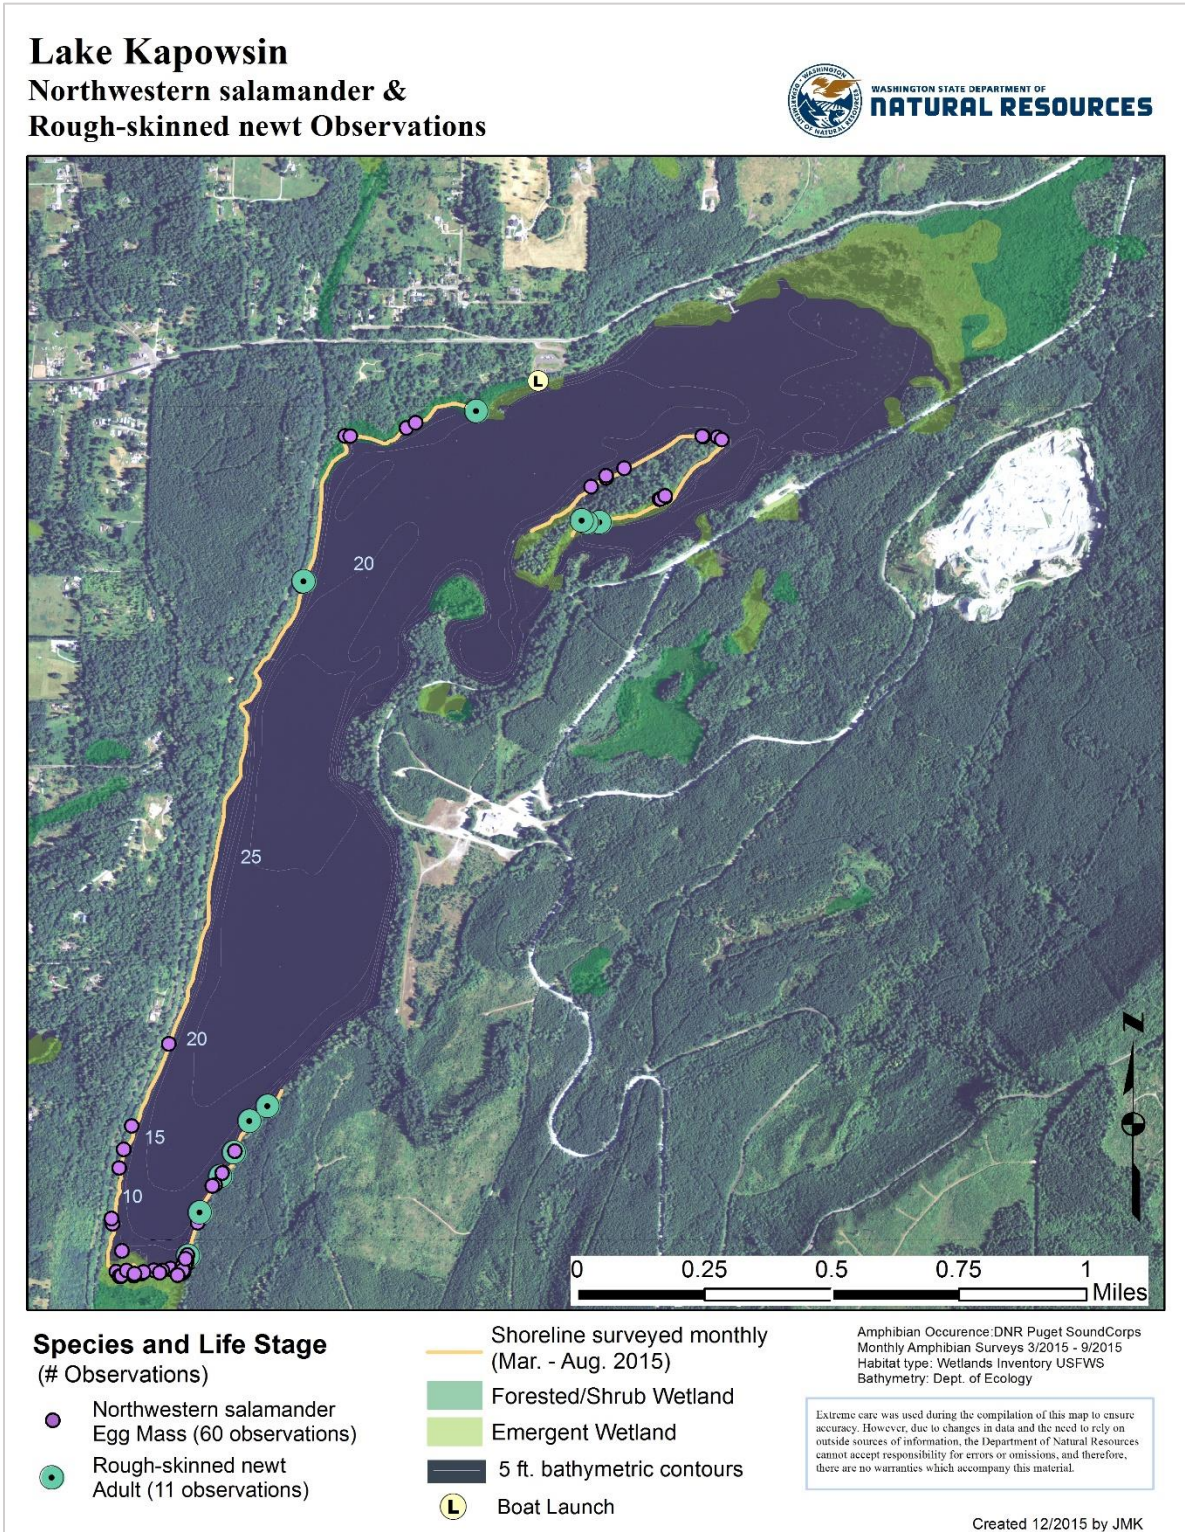 Lake Kapowsin
Northwestern salamander &
Rough-skinned newt Observations
WASHINGTON STATE DEPARTMENT OF
NATURAL RESOURCES
WASHINGTON
DEPARTMENT OF NATURAL RESOURCES
L
20
25
20
15
10
N
0 0.25 0.5 0.75 1
Miles
Species and Life Stage
(# Observations)
Northwestern salamander
Egg Mass (60 observations)
Rough-skinned newt
Adult (11 observations)
Shoreline surveyed monthly
(Mar. - Aug. 2015)
Forested/Shrub Wetland
Emergent Wetland
5 ft. bathymetric contours
L Boat Launch
Amphibian Occurence:DNR Puget SoundCorps
Monthly Amphibian Surveys 3/2015 - 9/2015
Habitat type: Wetlands Inventory USFWS
Bathymetry: Dept. of Ecology
Extreme care was used during the compilation of this map to ensure
accuracy. However, due to changes in data and the need to rely on
outside sources of information, the Department of Natural Resources
cannot accept responsibility for errors or omissions, and therefore,
there are no warranties which accompany this material.
Created 12/2015 by JMK